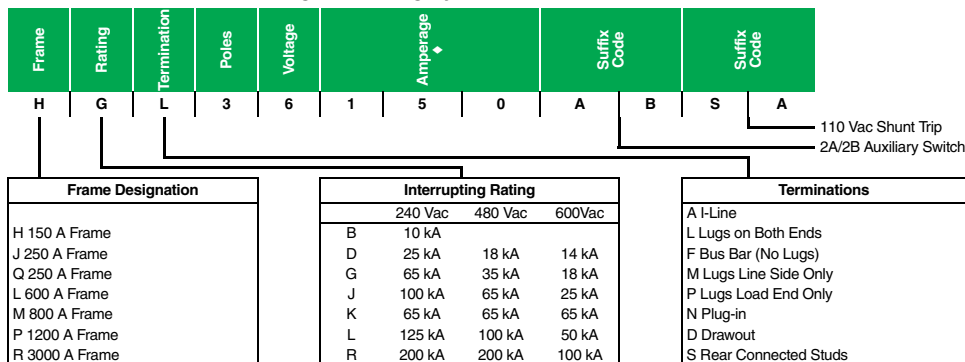 Frame Rating Termination Poles Voltage Amperage ♦ Suffix Code Suffix Code
H G L 3 6 1 5 0 A B S A
110 Vac Shunt Trip
2A/2B Auxiliary Switch
Frame Designation
H 150 A Frame
J 250 A Frame
Q 250 A Frame
L 600 A Frame
M 800 A Frame
P 1200 A Frame
R 3000 A Frame
Interrupting Rating
240 Vac 480 Vac 600Vac
B 10 kA
D 25 kA 18 kA 14 kA
G 65 kA 35 kA 18 kA
J 100 kA 65 kA 25 kA
K 65 kA 65 kA 65 kA
L 125 kA 100 kA 50 kA
R 200 kA 200 kA 100 kA
Terminations
A I-Line
L Lugs on Both Ends
F Bus Bar (No Lugs)
M Lugs Line Side Only
P Lugs Load End Only
N Plug-in
D Drawout
S Rear Connected Studs